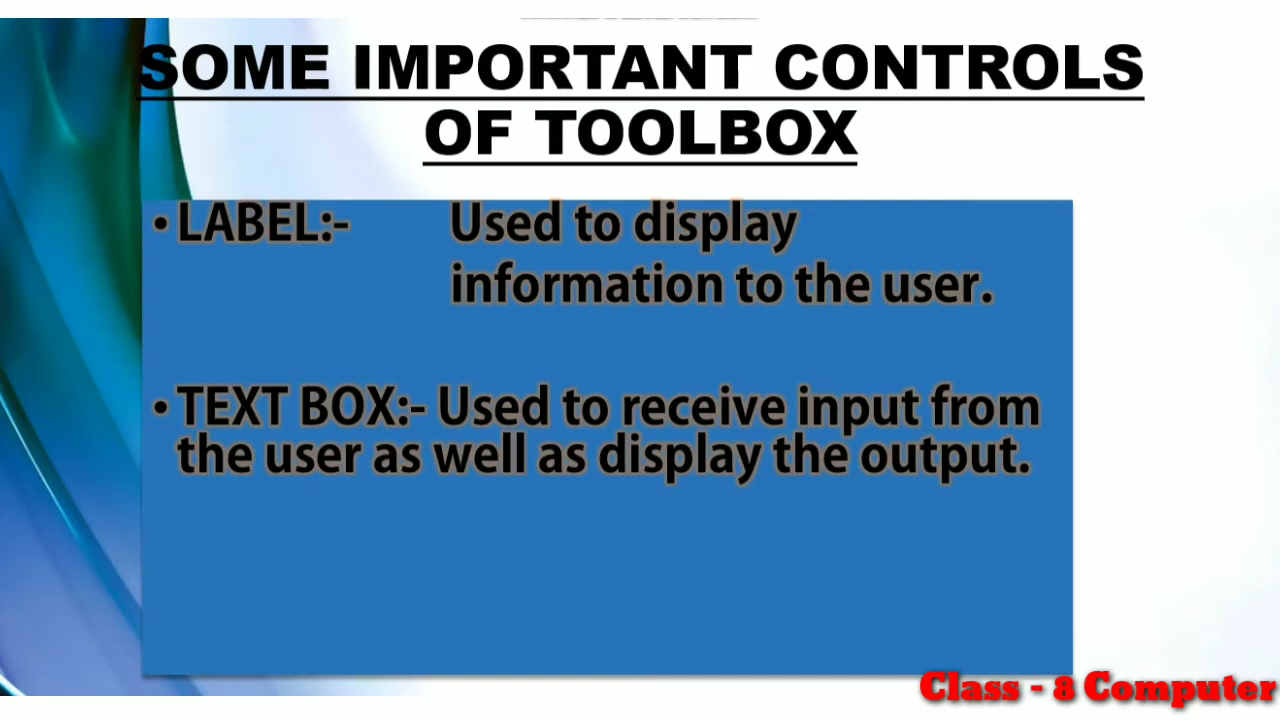 SOME IMPORTANT CONTROLS
OF TOOLBOX
• LABEL:- Used to display
information to the user.
• TEXT BOX:- Used to receive input from
the user as well as display the output.
Class - 8 Computer